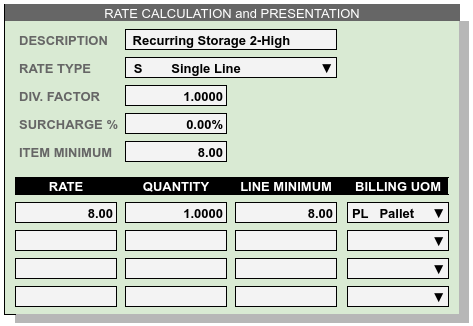 RATE CALCULATION and PRESENTATION
DESCRIPTION Recurring Storage 2-High
RATE TYPE S Single Line
DIV. FACTOR 1.0000
SURCHARGE % 0.00%
ITEM MINIMUM 8.00
RATE QUANTITY LINE MINIMUM BILLING UOM
8.00 1.0000 8.00 PL Pallet